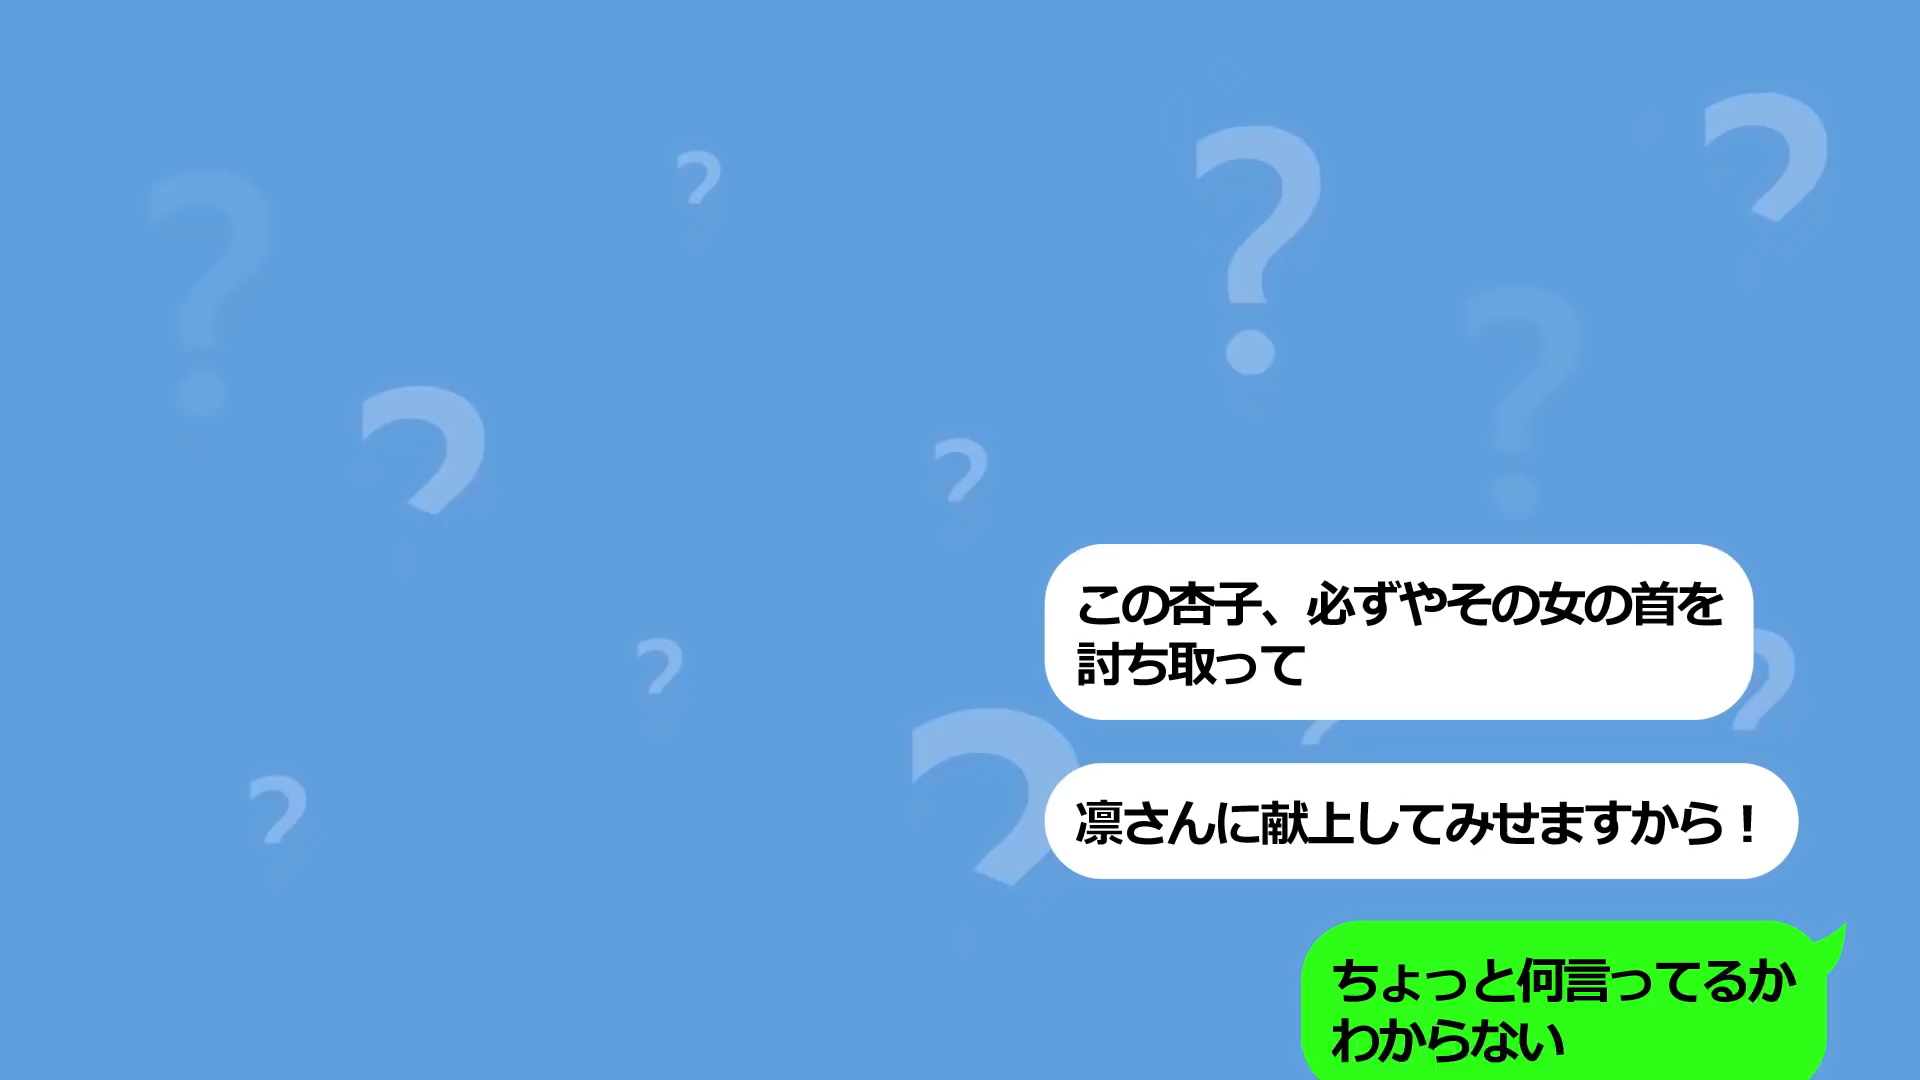 この杏子、必ずやその女の首を
討ち取って
凛さんに献上してみせますから！
ちょっと何言ってるか
わからない